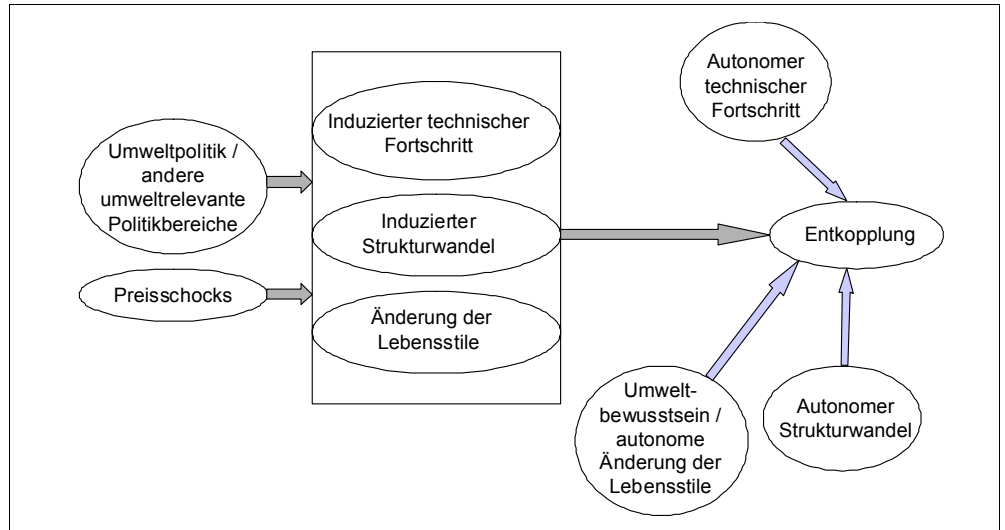 Umweltpolitik /
andere
umweltrelevante
Politikbereiche
Preisschocks
Induzierter technischer
Fortschritt
Induzierter
Strukturwandel
Änderung der
Lebensstile
Autonomer
technischer
Fortschritt
Entkopplung
Umwelt-
bewusstsein /
autonome
Änderung der
Lebensstile
Autonomer
Strukturwandel